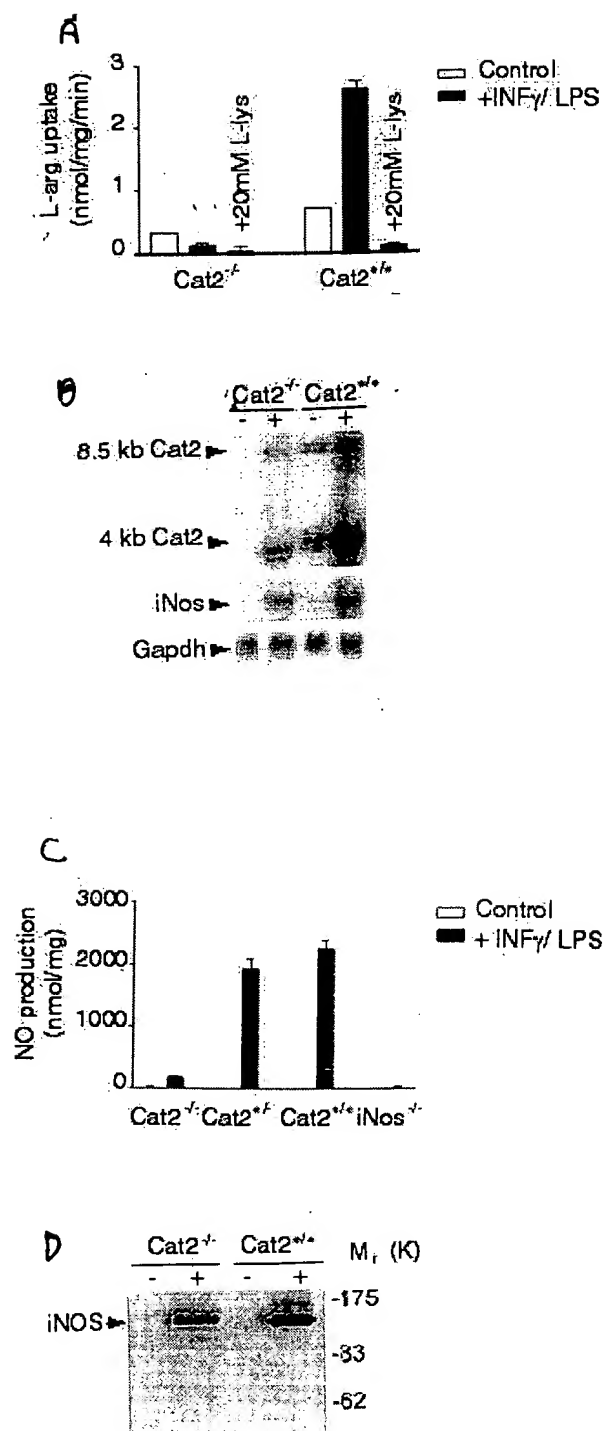 A
L-arg uptake
(nmol/mg/min)
3
2
1
0
+20mM L-lys
+20mM L-lys
Cat2-/-
Cat2+/+
Control
+INFγ/ LPS
B
Cat2-/- Cat2+/+
- + - +
8.5 kb Cat2
4 kb Cat2
iNos
Gapdh
C
NO production
(nmol/mg)
3000
2000
1000
0
Cat2-/- Cat2+/- Cat2+/+ iNos-/-
Control
+ INFγ/ LPS
D
Cat2-/- Cat2+/+ Mr (K)
- + - +
iNOS
-175
-83
-62